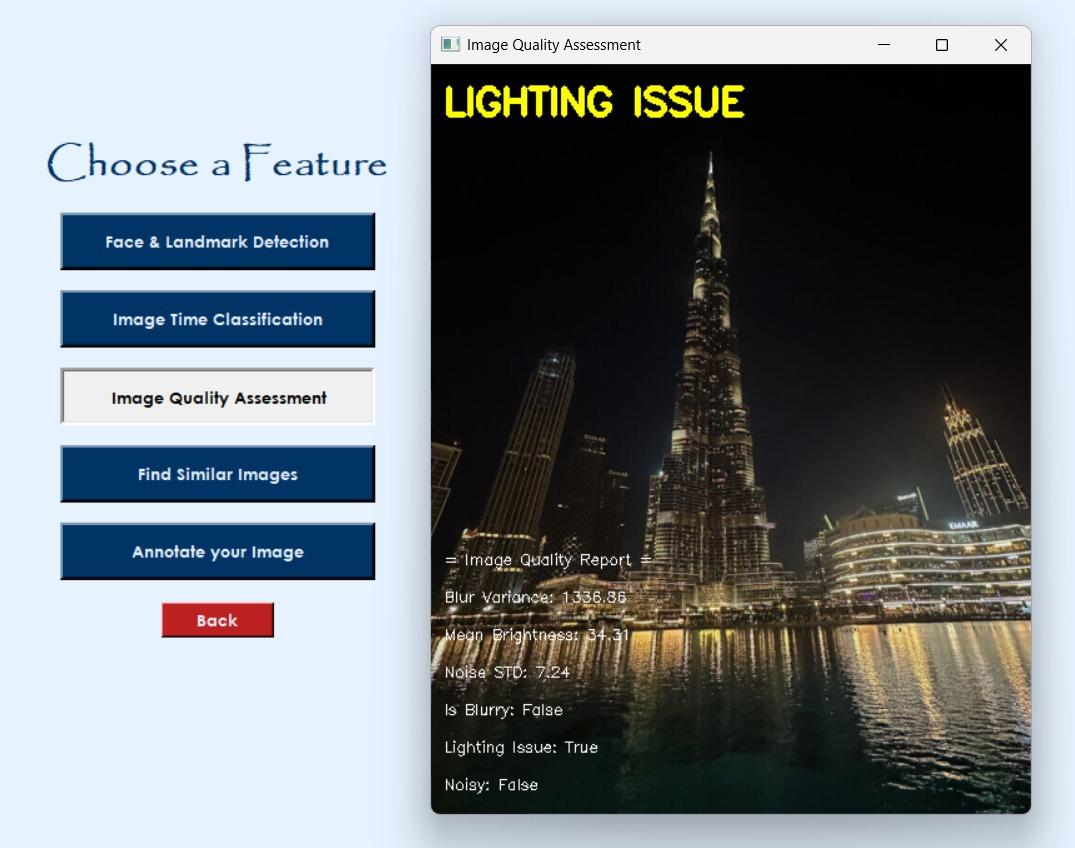 Choose a Feature
Face & Landmark Detection
Image Time Classification
Image Quality Assessment
Find Similar Images
Annotate your Image
Back
Image Quality Assessment
LIGHTING ISSUE
EMAAR
= Image Quality Report =
Blur Variance: 1336.86
Mean Brightness: 34.31
Noise STD: 7.24
Is Blurry: False
Lighting Issue: True
Noisy: False